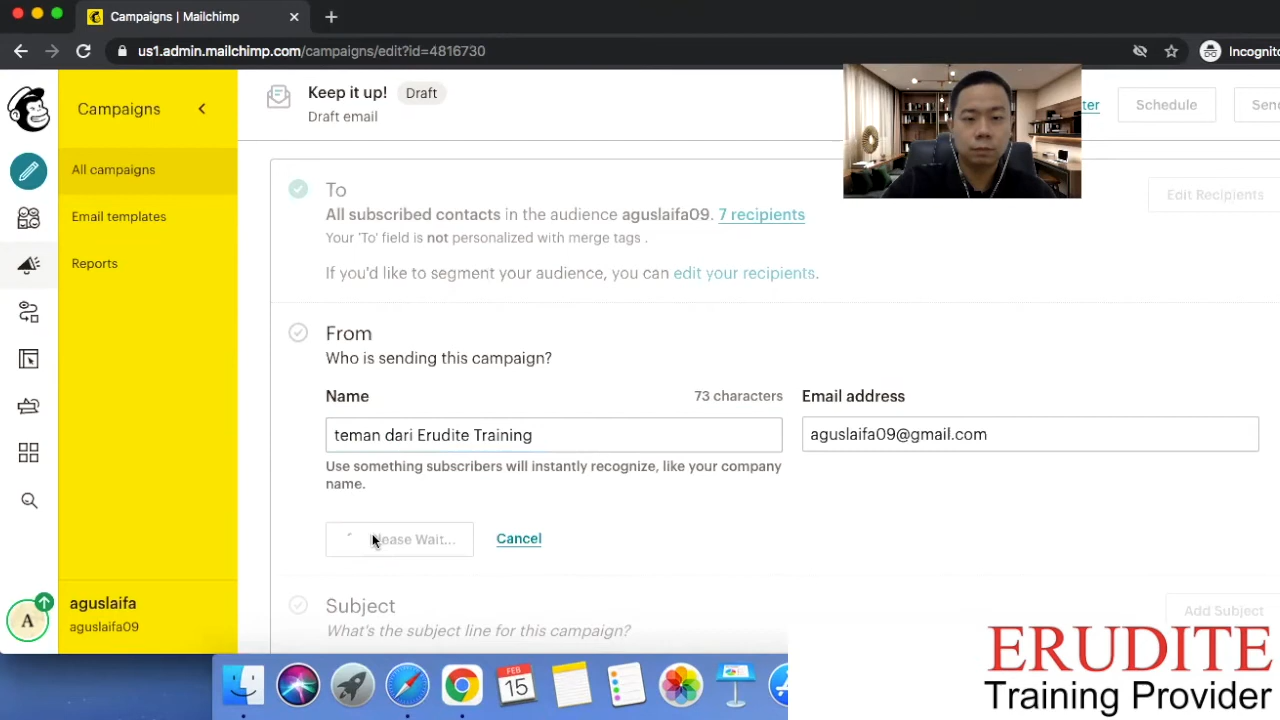 Campaigns | Mailchimp
us1.admin.mailchimp.com/campaigns/edit?id=4816730
Incognito
Campaigns
All campaigns
Email templates
Reports
aguslaifa
aguslaifa09
A
Keep it up!
Draft
Draft email
ter
Schedule
Sen
To
All subscribed contacts in the audience aguslaifa09. 7 recipients
Your 'To' field is not personalized with merge tags .
If you'd like to segment your audience, you can edit your recipients.
Edit Recipients
From
Who is sending this campaign?
Name
73 characters
Email address
teman dari Erudite Training
aguslaifa09@gmail.com
Use something subscribers will instantly recognize, like your company
name.
Please Wait...
Cancel
Subject
What's the subject line for this campaign?
Add Subject
FEB
15
ERUDITE
Training Provider